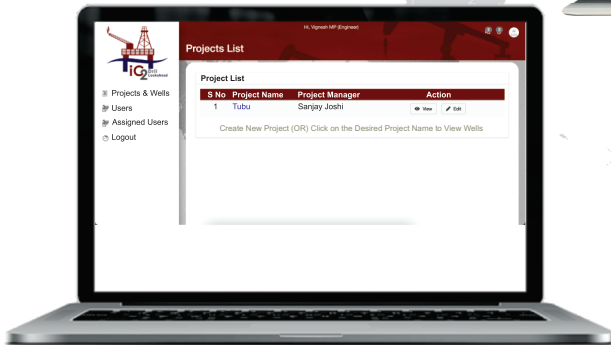 Hi, Vignesh MP (Engineer)
Projects List
TiC2 Drill
Lookahead
Projects & Wells
Users
Assigned Users
Logout
Project List
S No Project Name Project Manager Action
1 Tubu Sanjay Joshi View Edit
Create New Project (OR) Click on the Desired Project Name to View Wells